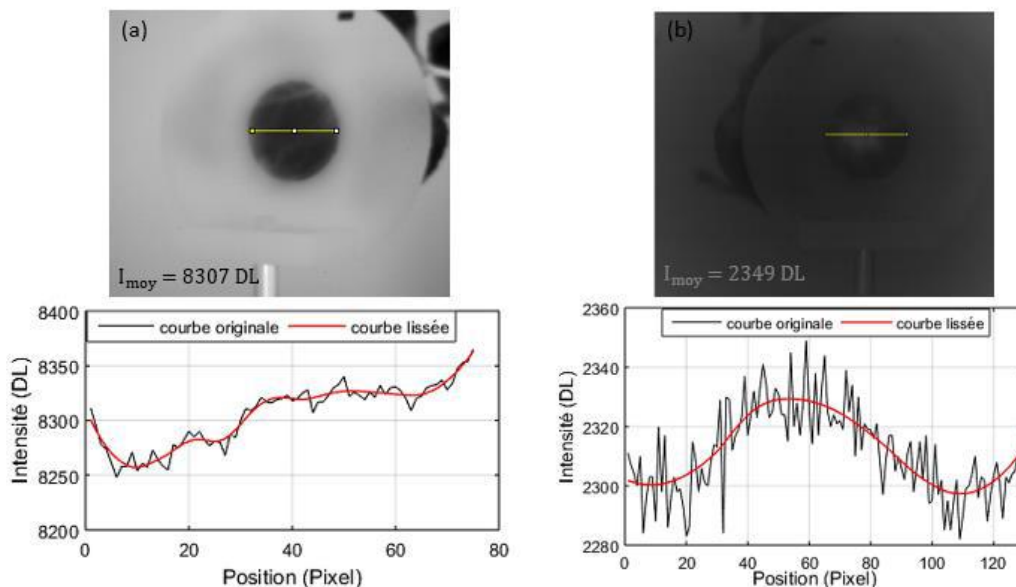 (a)
I_moy = 8307 DL
(b)
I_moy = 2349 DL
courbe originale courbe lissée
Intensité (DL)
8400
8350
8300
8250
8200
0 20 40 60 80
Position (Pixel)
courbe originale courbe lissée
Intensité (DL)
2360
2340
2320
2300
2280
0 20 40 60 80 100 120
Position (Pixel)